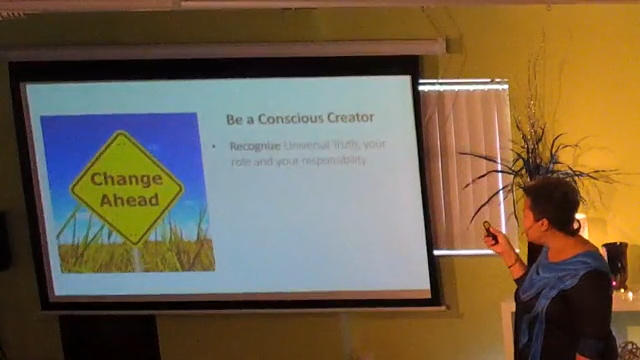 Be a Conscious Creator
Change
Ahead
• Recognize Universal Truth, your
role and your responsibility